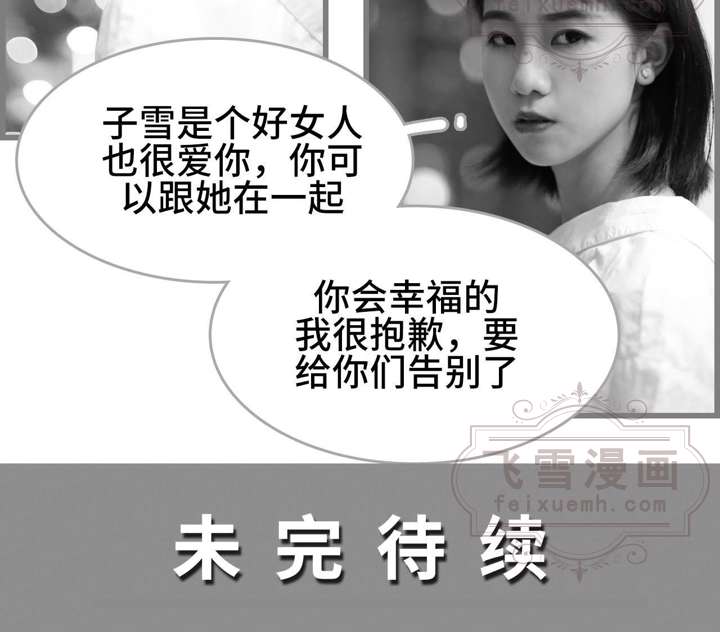 feixuemh.com
子雪是个好女人
也很爱你，你可
以跟她在一起
你会幸福的
我很抱歉，要
给你们告别了
飞雪漫画
feixuemh.com
未完待续